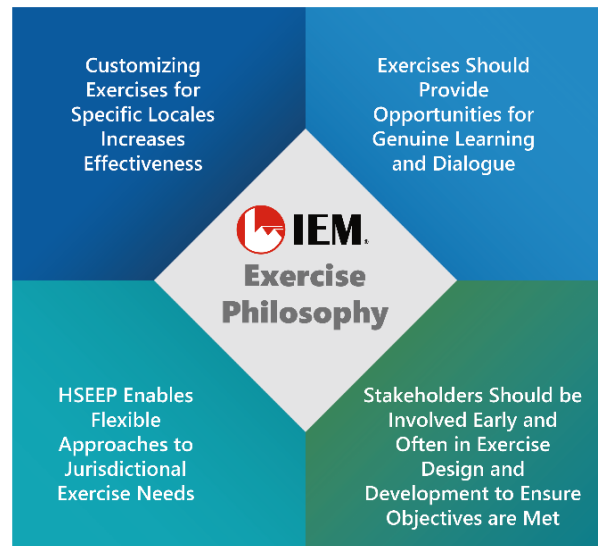 Customizing
Exercises for
Specific Locales
Increases
Effectiveness
Exercises Should
Provide
Opportunities for
Genuine Learning
and Dialogue
IEM®
Exercise
Philosophy
HSEEP Enables
Flexible
Approaches to
Jurisdictional
Exercise Needs
Stakeholders Should be
Involved Early and
Often in Exercise
Design and
Development to Ensure
Objectives are Met